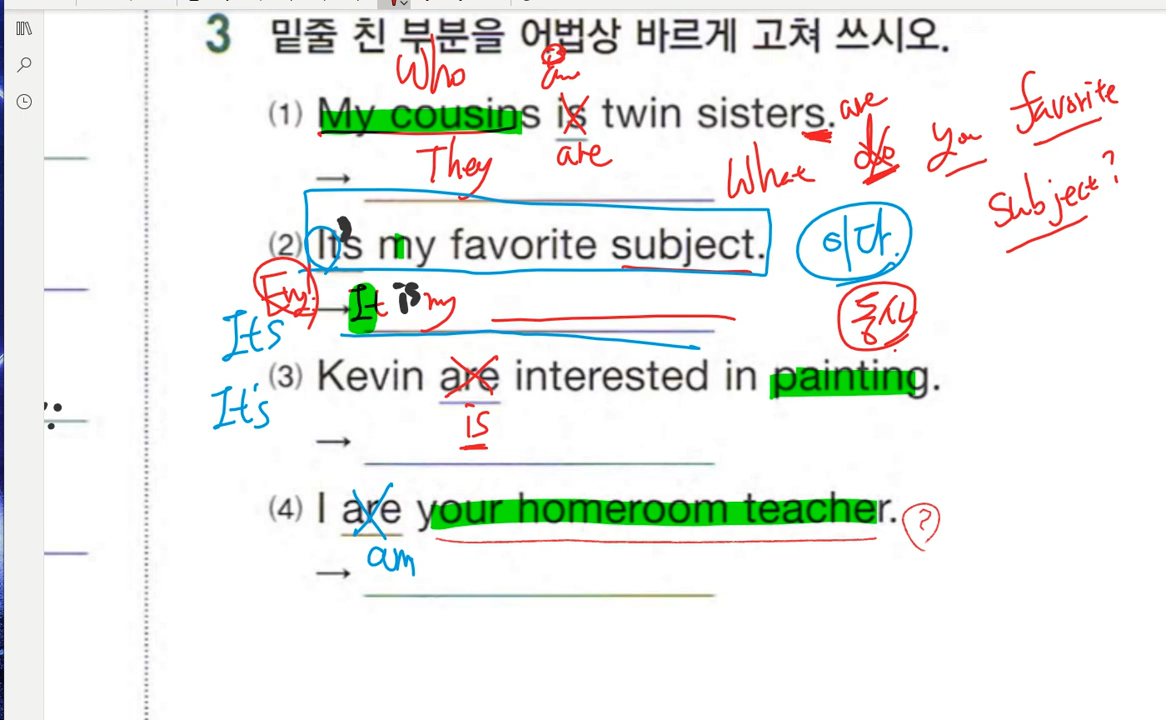 3 밑줄 친 부분을 어법상 바르게 고쳐 쓰시오.
Who
(1) My cousins is twin sisters.
They are
→
What do are you favorite subject?
(2) It's my favorite subject. 이다.
Eng!
→ It is my
동사
Its
(3) Kevin are interested in painting.
It's
is
→
(4) I are your homeroom teacher. ?
am
→